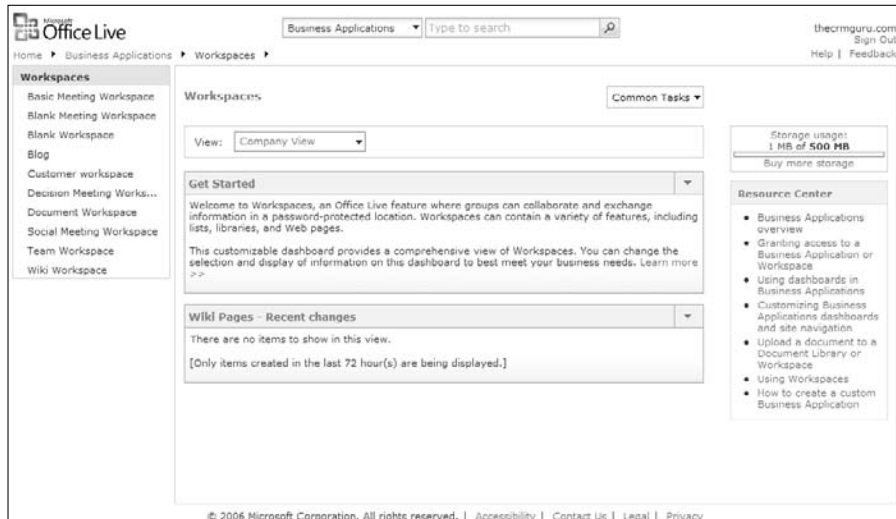 Microsoft
Office Live
Business Applications
Type to search
thecrmguru.com
Sign Out
Help | Feedback
Home Business Applications Workspaces
Workspaces
Basic Meeting Workspace
Blank Meeting Workspace
Blank Workspace
Blog
Customer workspace
Decision Meeting Works...
Document Workspace
Social Meeting Workspace
Team Workspace
Wiki Workspace
Workspaces
Common Tasks
View: Company View
Get Started
Welcome to Workspaces, an Office Live feature where groups can collaborate and exchange
information in a password-protected location. Workspaces can contain a variety of features, including
lists, libraries, and Web pages.
This customizable dashboard provides a comprehensive view of Workspaces. You can change the
selection and display of information on this dashboard to best meet your business needs. Learn more
>>
Wiki Pages - Recent changes
There are no items to show in this view.
[Only items created in the last 72 hour(s) are being displayed.]
Storage usage:
1 MB of 500 MB
Buy more storage
Resource Center
Business Applications
overview
Granting access to a
Business Application or
Workspace
Using dashboards in
Business Applications
Customizing Business
Applications dashboards
and site navigation
Upload a document to a
Document Library or
Workspace
Using Workspaces
How to create a custom
Business Application
© 2006 Microsoft Corporation. All rights reserved. | Accessibility | Contact Us | Legal | Privacy